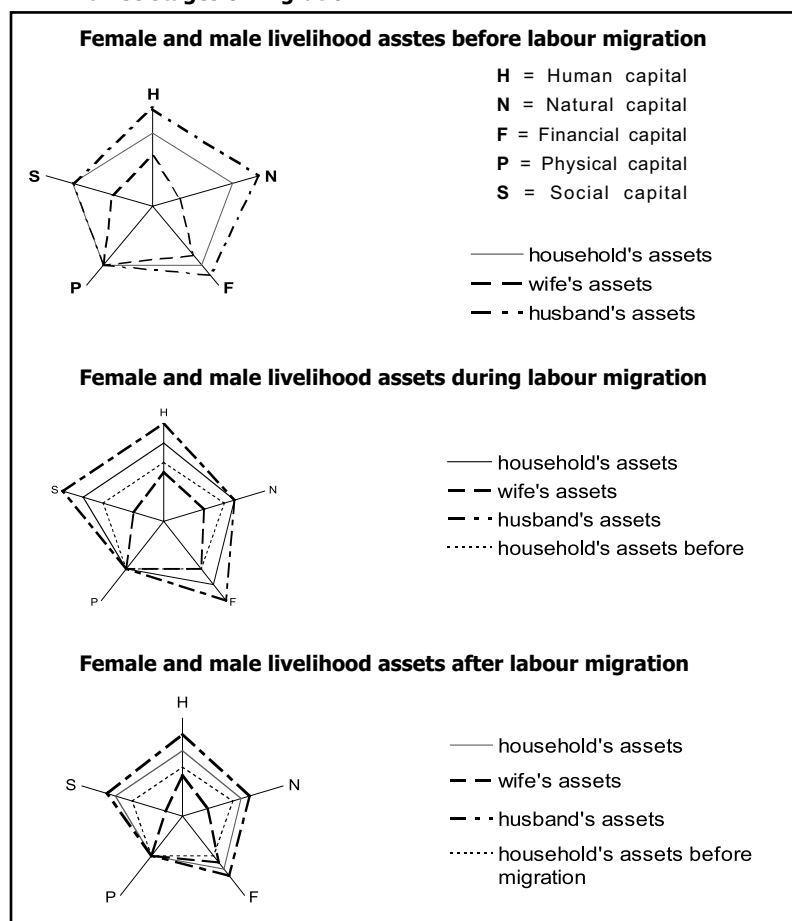 Female and male livelihood asstes before labour migration
H = Human capital
N = Natural capital
F = Financial capital
P = Physical capital
S = Social capital
H
S
N
P
F
household's assets
wife's assets
husband's assets
Female and male livelihood assets during labour migration
H
S
N
P
F
household's assets
wife's assets
husband's assets
household's assets before
Female and male livelihood assets after labour migration
H
S
N
P
F
household's assets
wife's assets
husband's assets
household's assets before
migration